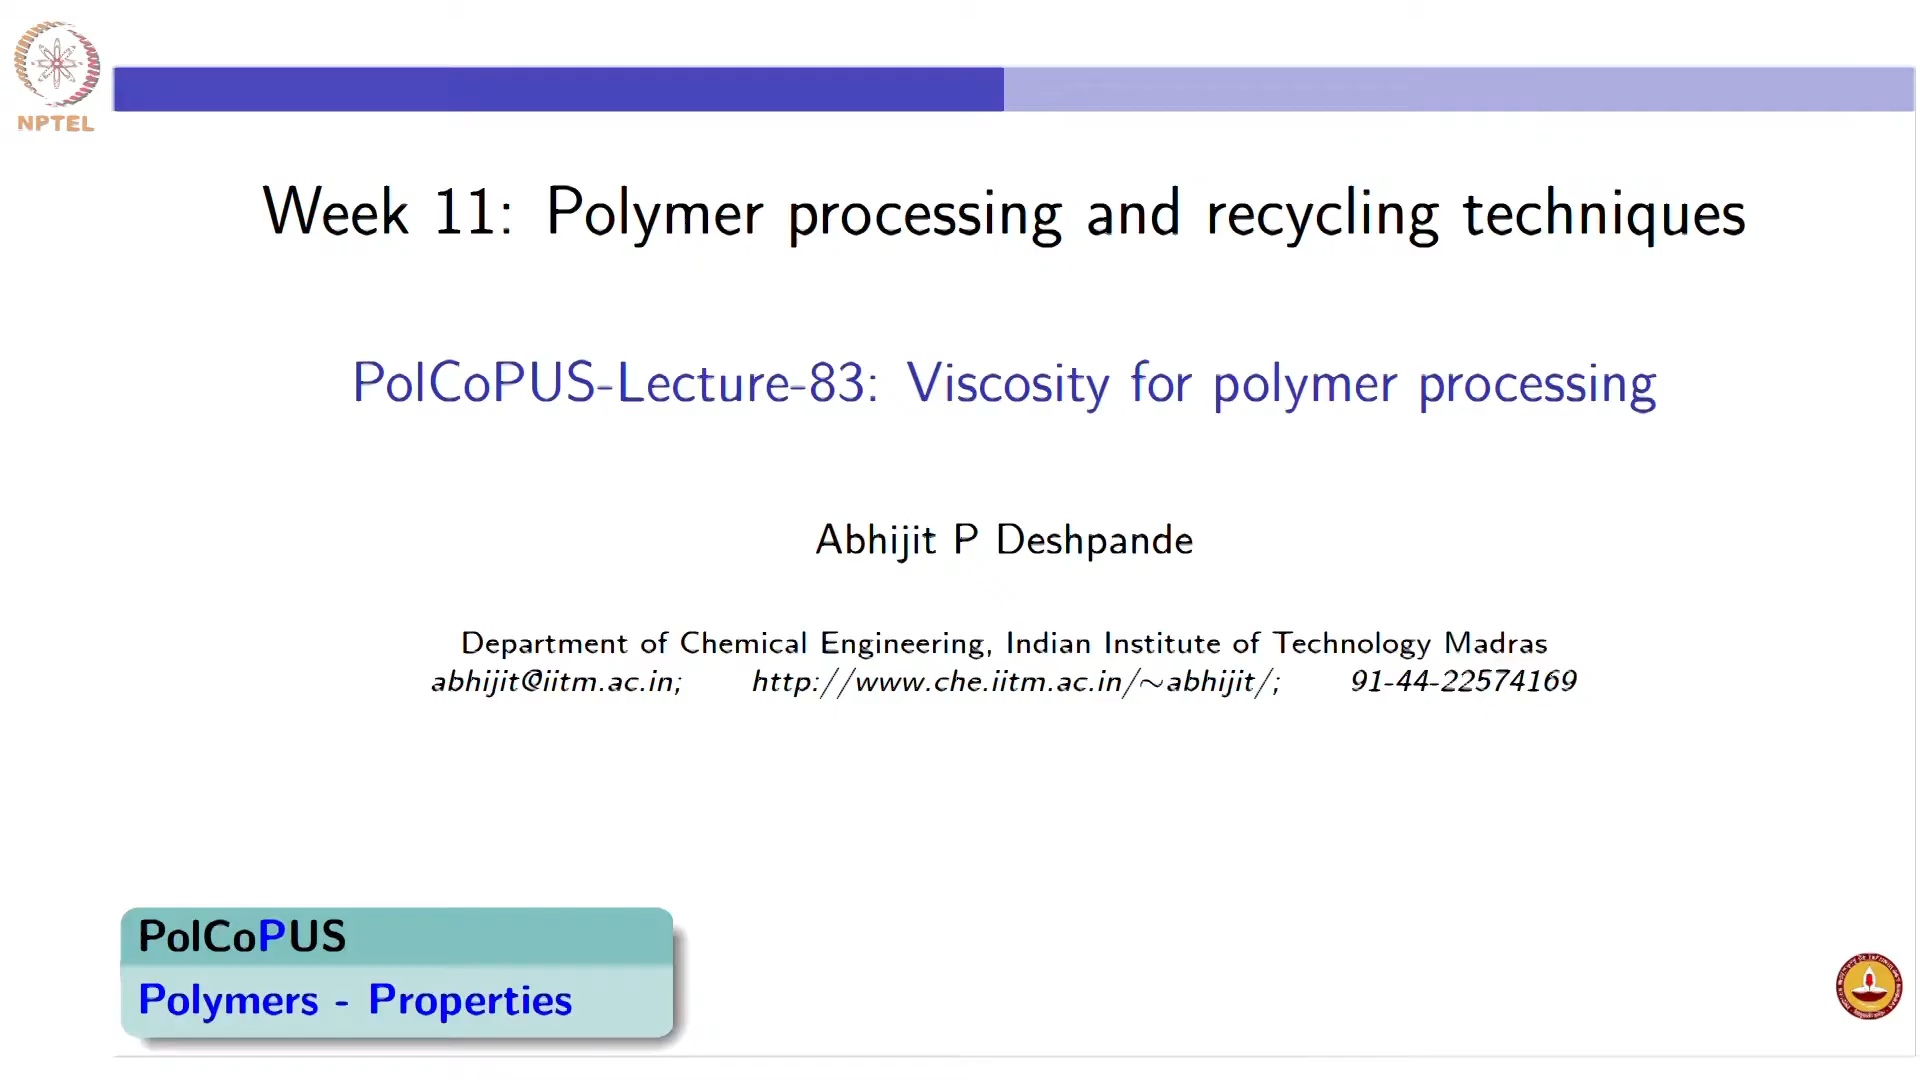 NPTEL
Week 11: Polymer processing and recycling techniques
PolCoPUS-Lecture-83: Viscosity for polymer processing
Abhijit P Deshpande
Department of Chemical Engineering, Indian Institute of Technology Madras
abhijit@iitm.ac.in; http://www.che.iitm.ac.in/~abhijit/; 91-44-22574169
PolCoPUS
Polymers - Properties